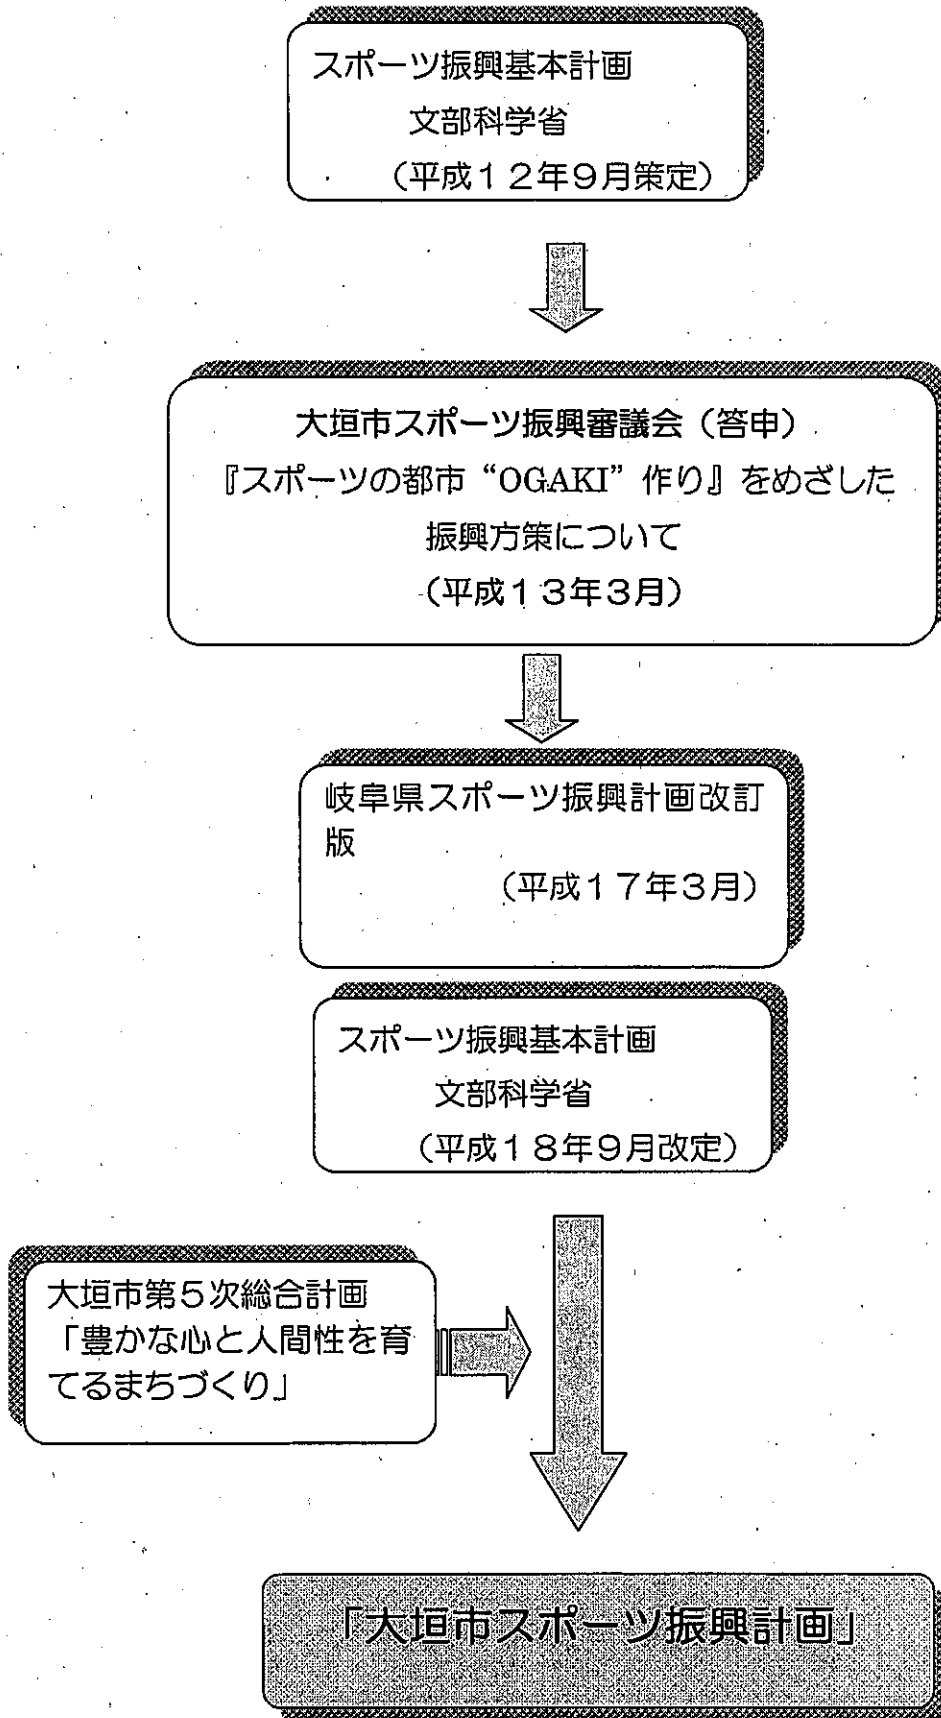 スポーツ振興基本計画
文部科学省
（平成１２年９月策定）
大垣市スポーツ振興審議会（答申）
『スポーツの都市“OGAKI”作り』をめざした
振興方策について
（平成１３年３月）
岐阜県スポーツ振興計画改訂
版
（平成１７年３月）
スポーツ振興基本計画
文部科学省
（平成１８年９月改定）
大垣市第５次総合計画
「豊かな心と人間性を育
てるまちづくり」
「大垣市スポーツ振興計画」